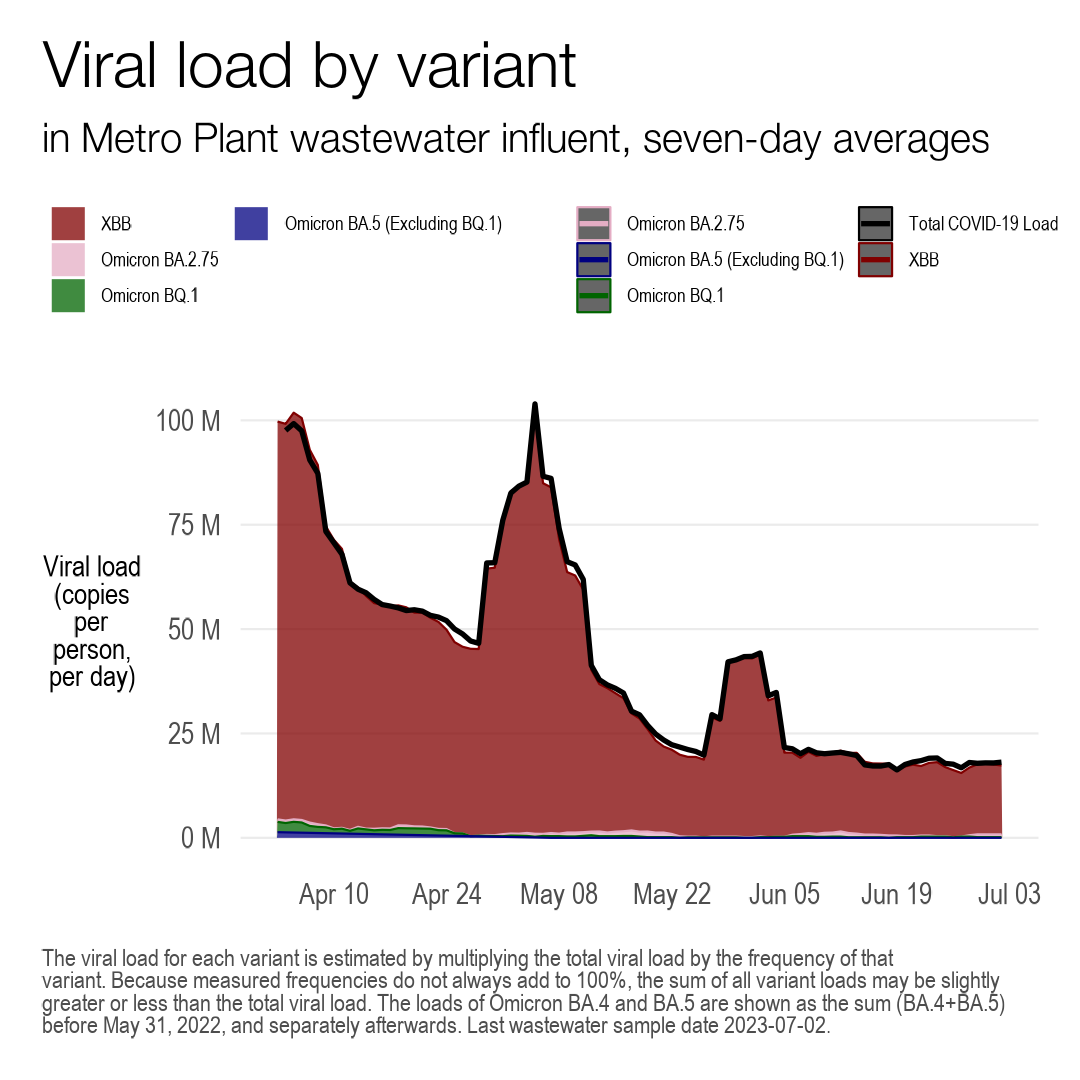 Viral load by variant
in Metro Plant wastewater influent, seven-day averages
XBB
Omicron BA.2.75
Omicron BQ.1
Omicron BA.5 (Excluding BQ.1)
Omicron BA.2.75
Omicron BA.5 (Excluding BQ.1)
Omicron BQ.1
Total COVID-19 Load
XBB
100 M
75 M
50 M
25 M
0 M
Viral load
(copies
per
person,
per day)
Apr 10
Apr 24
May 08
May 22
Jun 05
Jun 19
Jul 03
The viral load for each variant is estimated by multiplying the total viral load by the frequency of that
variant. Because measured frequencies do not always add to 100%, the sum of all variant loads may be slightly
greater or less than the total viral load. The loads of Omicron BA.4 and BA.5 are shown as the sum (BA.4+BA.5)
before May 31, 2022, and separately afterwards. Last wastewater sample date 2023-07-02.